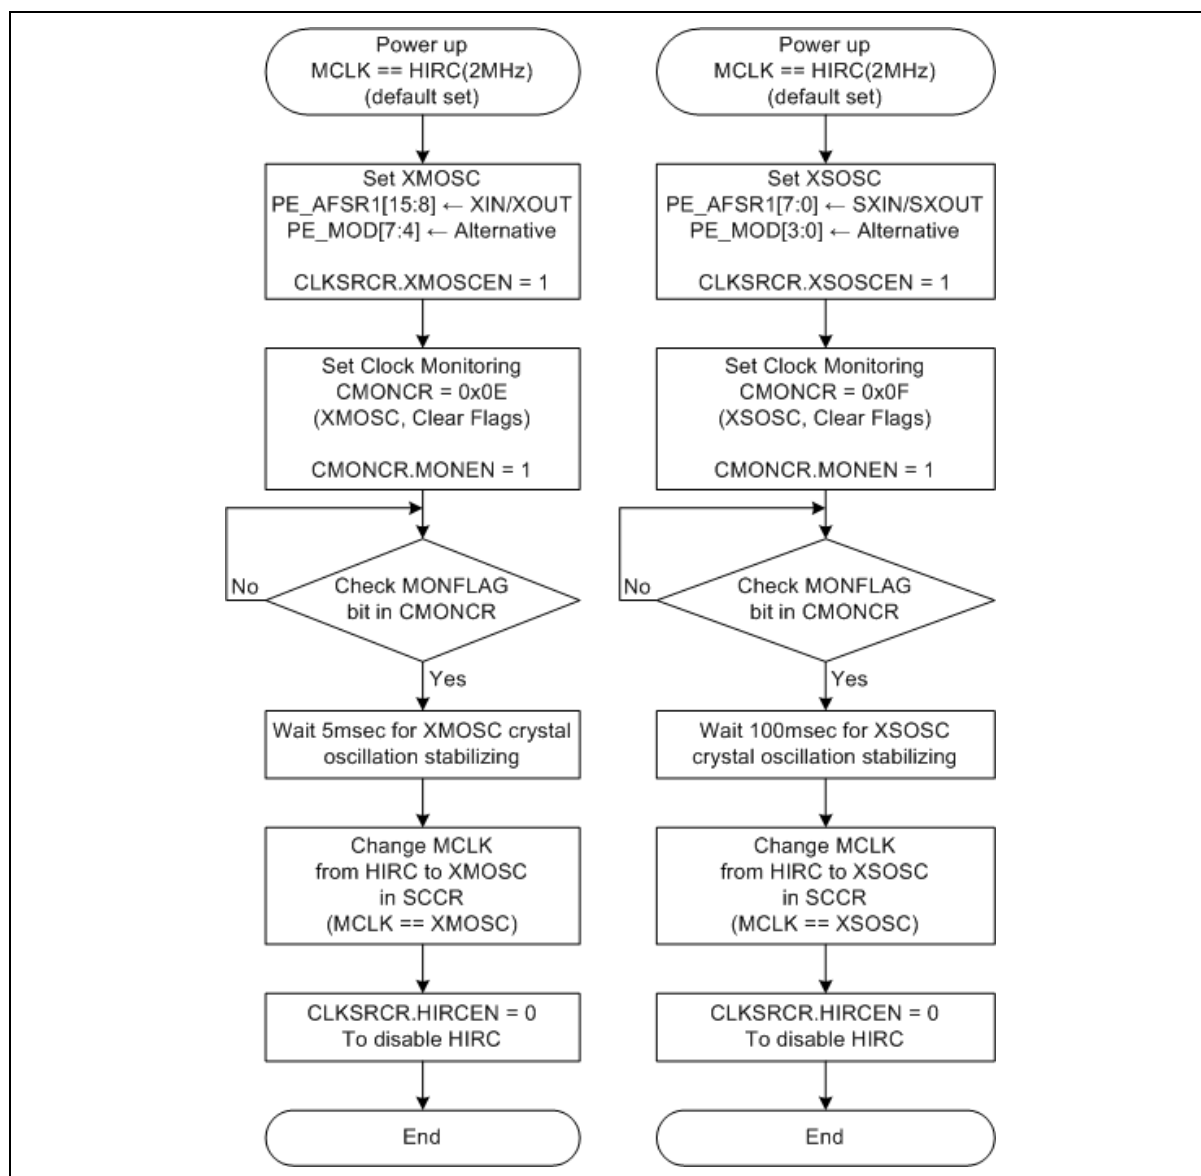 Power up
MCLK == HIRC(2MHz)
(default set)
Set XMOSC
PE_AFSR1[15:8] ← XIN/XOUT
PE_MOD[7:4] ← Alternative
CLKSRCR.XMOSCEN = 1
Set Clock Monitoring
CMONCR = 0x0E
(XMOSC, Clear Flags)
CMONCR.MONEN = 1
No
Check MONFLAG
bit in CMONCR
Yes
Wait 5msec for XMOSC crystal
oscillation stabilizing
Change MCLK
from HIRC to XMOSC
in SCCR
(MCLK == XMOSC)
CLKSRCR.HIRCEN = 0
To disable HIRC
End
Power up
MCLK == HIRC(2MHz)
(default set)
Set XSOSC
PE_AFSR1[7:0] ← SXIN/SXOUT
PE_MOD[3:0] ← Alternative
CLKSRCR.XSOSCEN = 1
Set Clock Monitoring
CMONCR = 0x0F
(XSOSC, Clear Flags)
CMONCR.MONEN = 1
No
Check MONFLAG
bit in CMONCR
Yes
Wait 100msec for XSOSC
crystal oscillation stabilizing
Change MCLK
from HIRC to XSOSC
in SCCR
(MCLK == XSOSC)
CLKSRCR.HIRCEN = 0
To disable HIRC
End